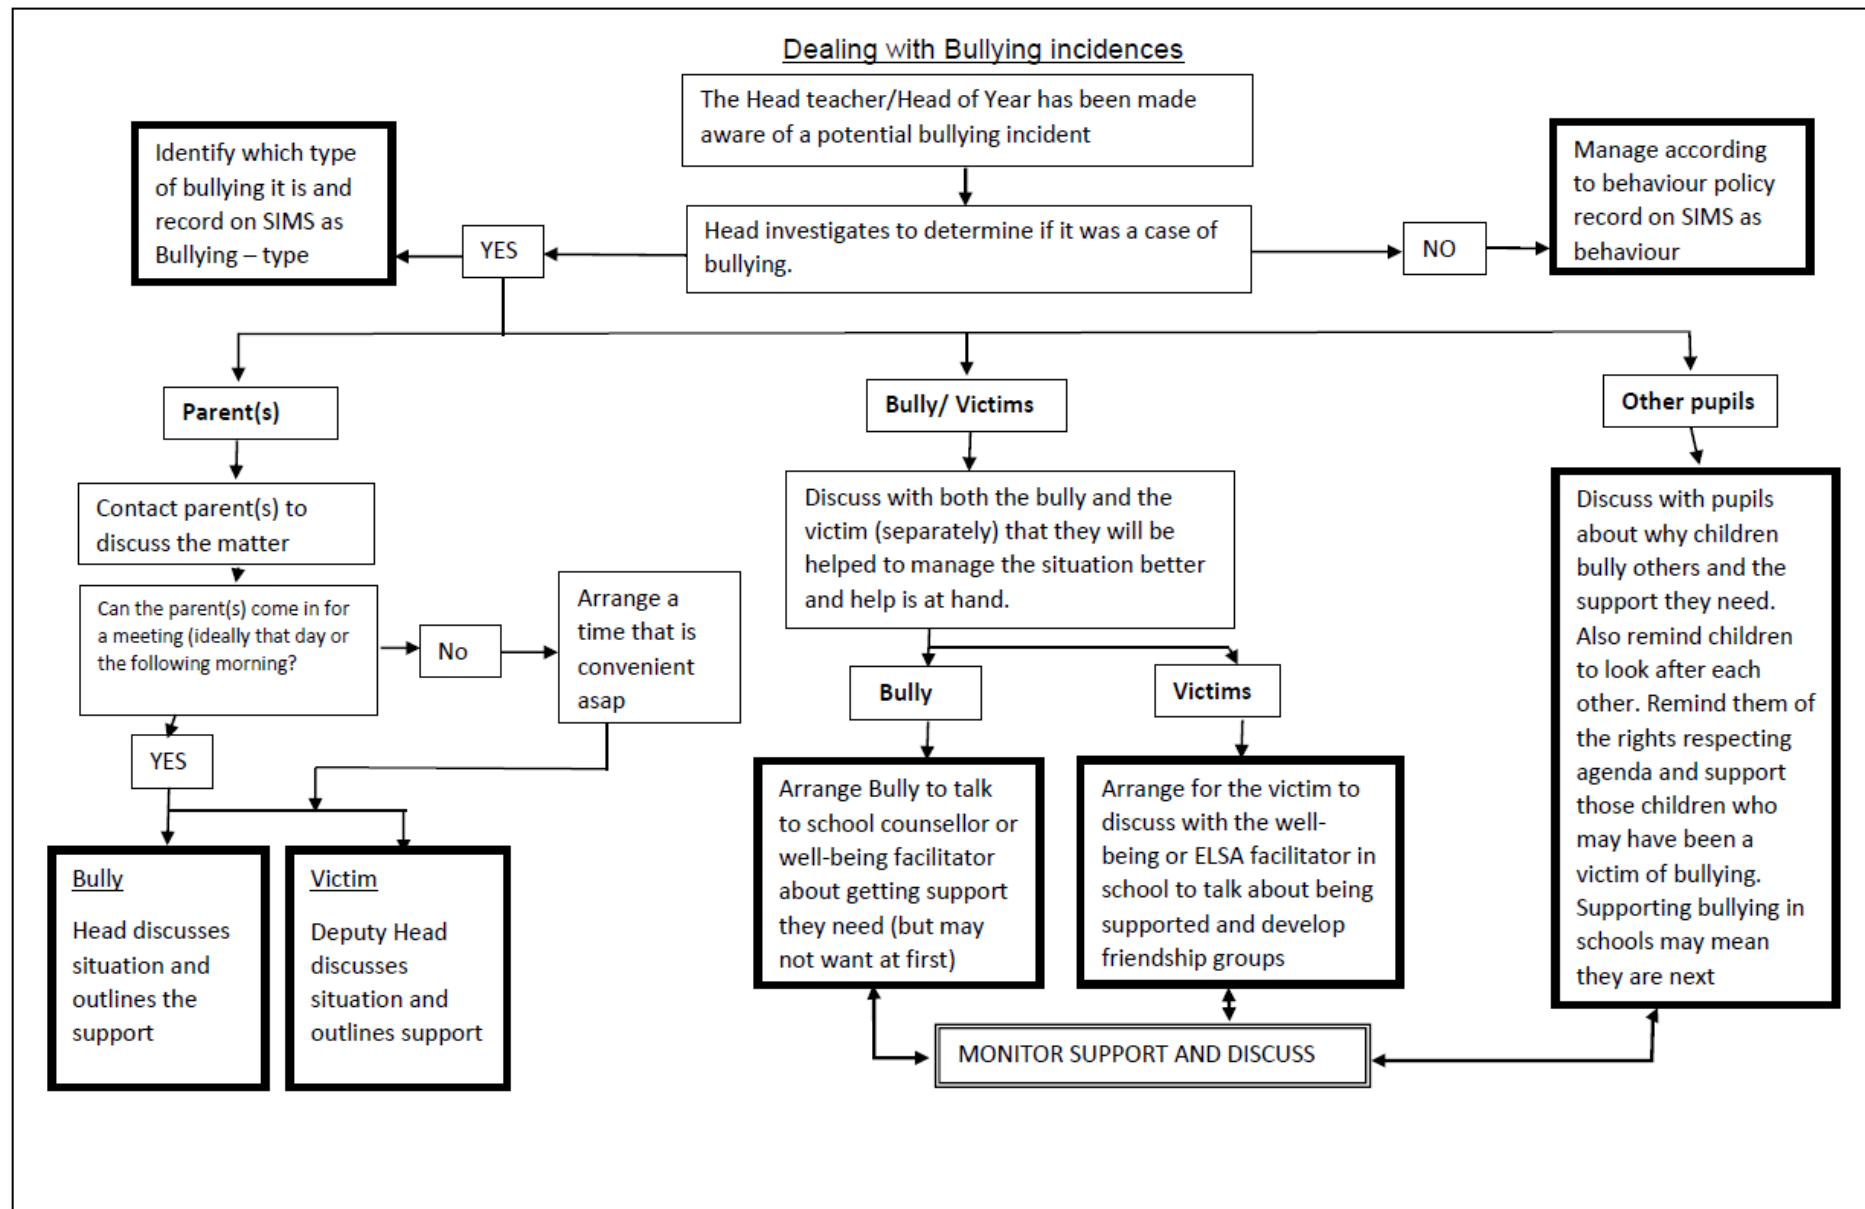 Dealing with Bullying incidences
The Head teacher/Head of Year has been made
aware of a potential bullying incident
Identify which type
of bullying it is and
record on SIMS as
Bullying – type
YES
Head investigates to determine if it was a case of
bullying.
NO
Manage according
to behaviour policy
record on SIMS as
behaviour
Parent(s)
Contact parent(s) to
discuss the matter
Can the parent(s) come in for
a meeting (ideally that day or
the following morning?
No
Arrange a
time that is
convenient
asap
YES
Bully
Head discusses
situation and
outlines the
support
Victim
Deputy Head
discusses
situation and
outlines support
Bully/ Victims
Discuss with both the bully and the
victim (separately) that they will be
helped to manage the situation better
and help is at hand.
Bully
Arrange Bully to talk
to school counsellor or
well-being facilitator
about getting support
they need (but may
not want at first)
Victims
Arrange for the victim to
discuss with the well-
being or ELSA facilitator in
school to talk about being
supported and develop
friendship groups
Other pupils
Discuss with pupils
about why children
bully others and the
support they need.
Also remind children
to look after each
other. Remind them of
the rights respecting
agenda and support
those children who
may have been a
victim of bullying.
Supporting bullying in
schools may mean
they are next
MONITOR SUPPORT AND DISCUSS